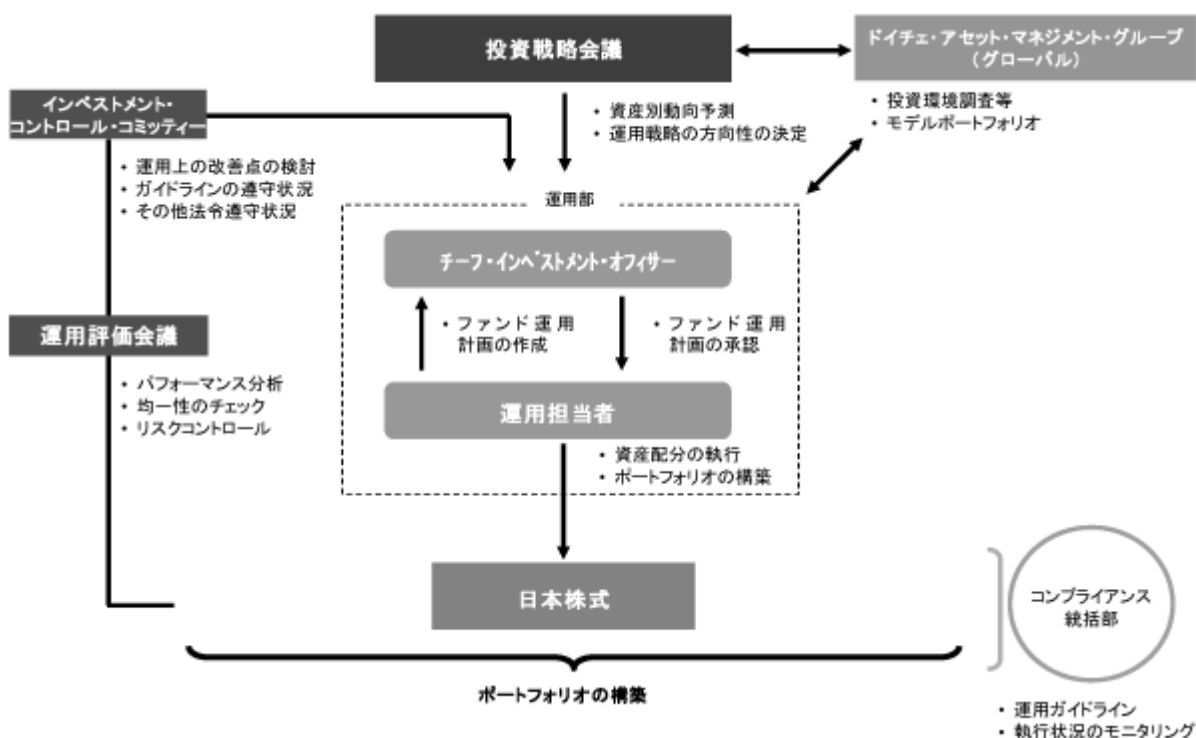 投資戦略会議
ドイチェ・アセット・マネジメント・グループ
(グローバル)
・投資環境調査等
・モデルポートフォリオ
・資産別動向予測
・運用戦略の方向性の決定
インベストメント・
コントロール・コミッティー
・運用上の改善点の検討
・ガイドラインの遵守状況
・その他法令遵守状況
運用部
チーフ・インベストメント・オフィサー
・ファンド運用
計画の作成
・ファンド運用
計画の承認
運用評価会議
・パフォーマンス分析
・均一性のチェック
・リスクコントロール
運用担当者
・資産配分の執行
・ポートフォリオの構築
日本株式
コンプライアンス
統括部
ポートフォリオの構築
・運用ガイドライン
・執行状況のモニタリング